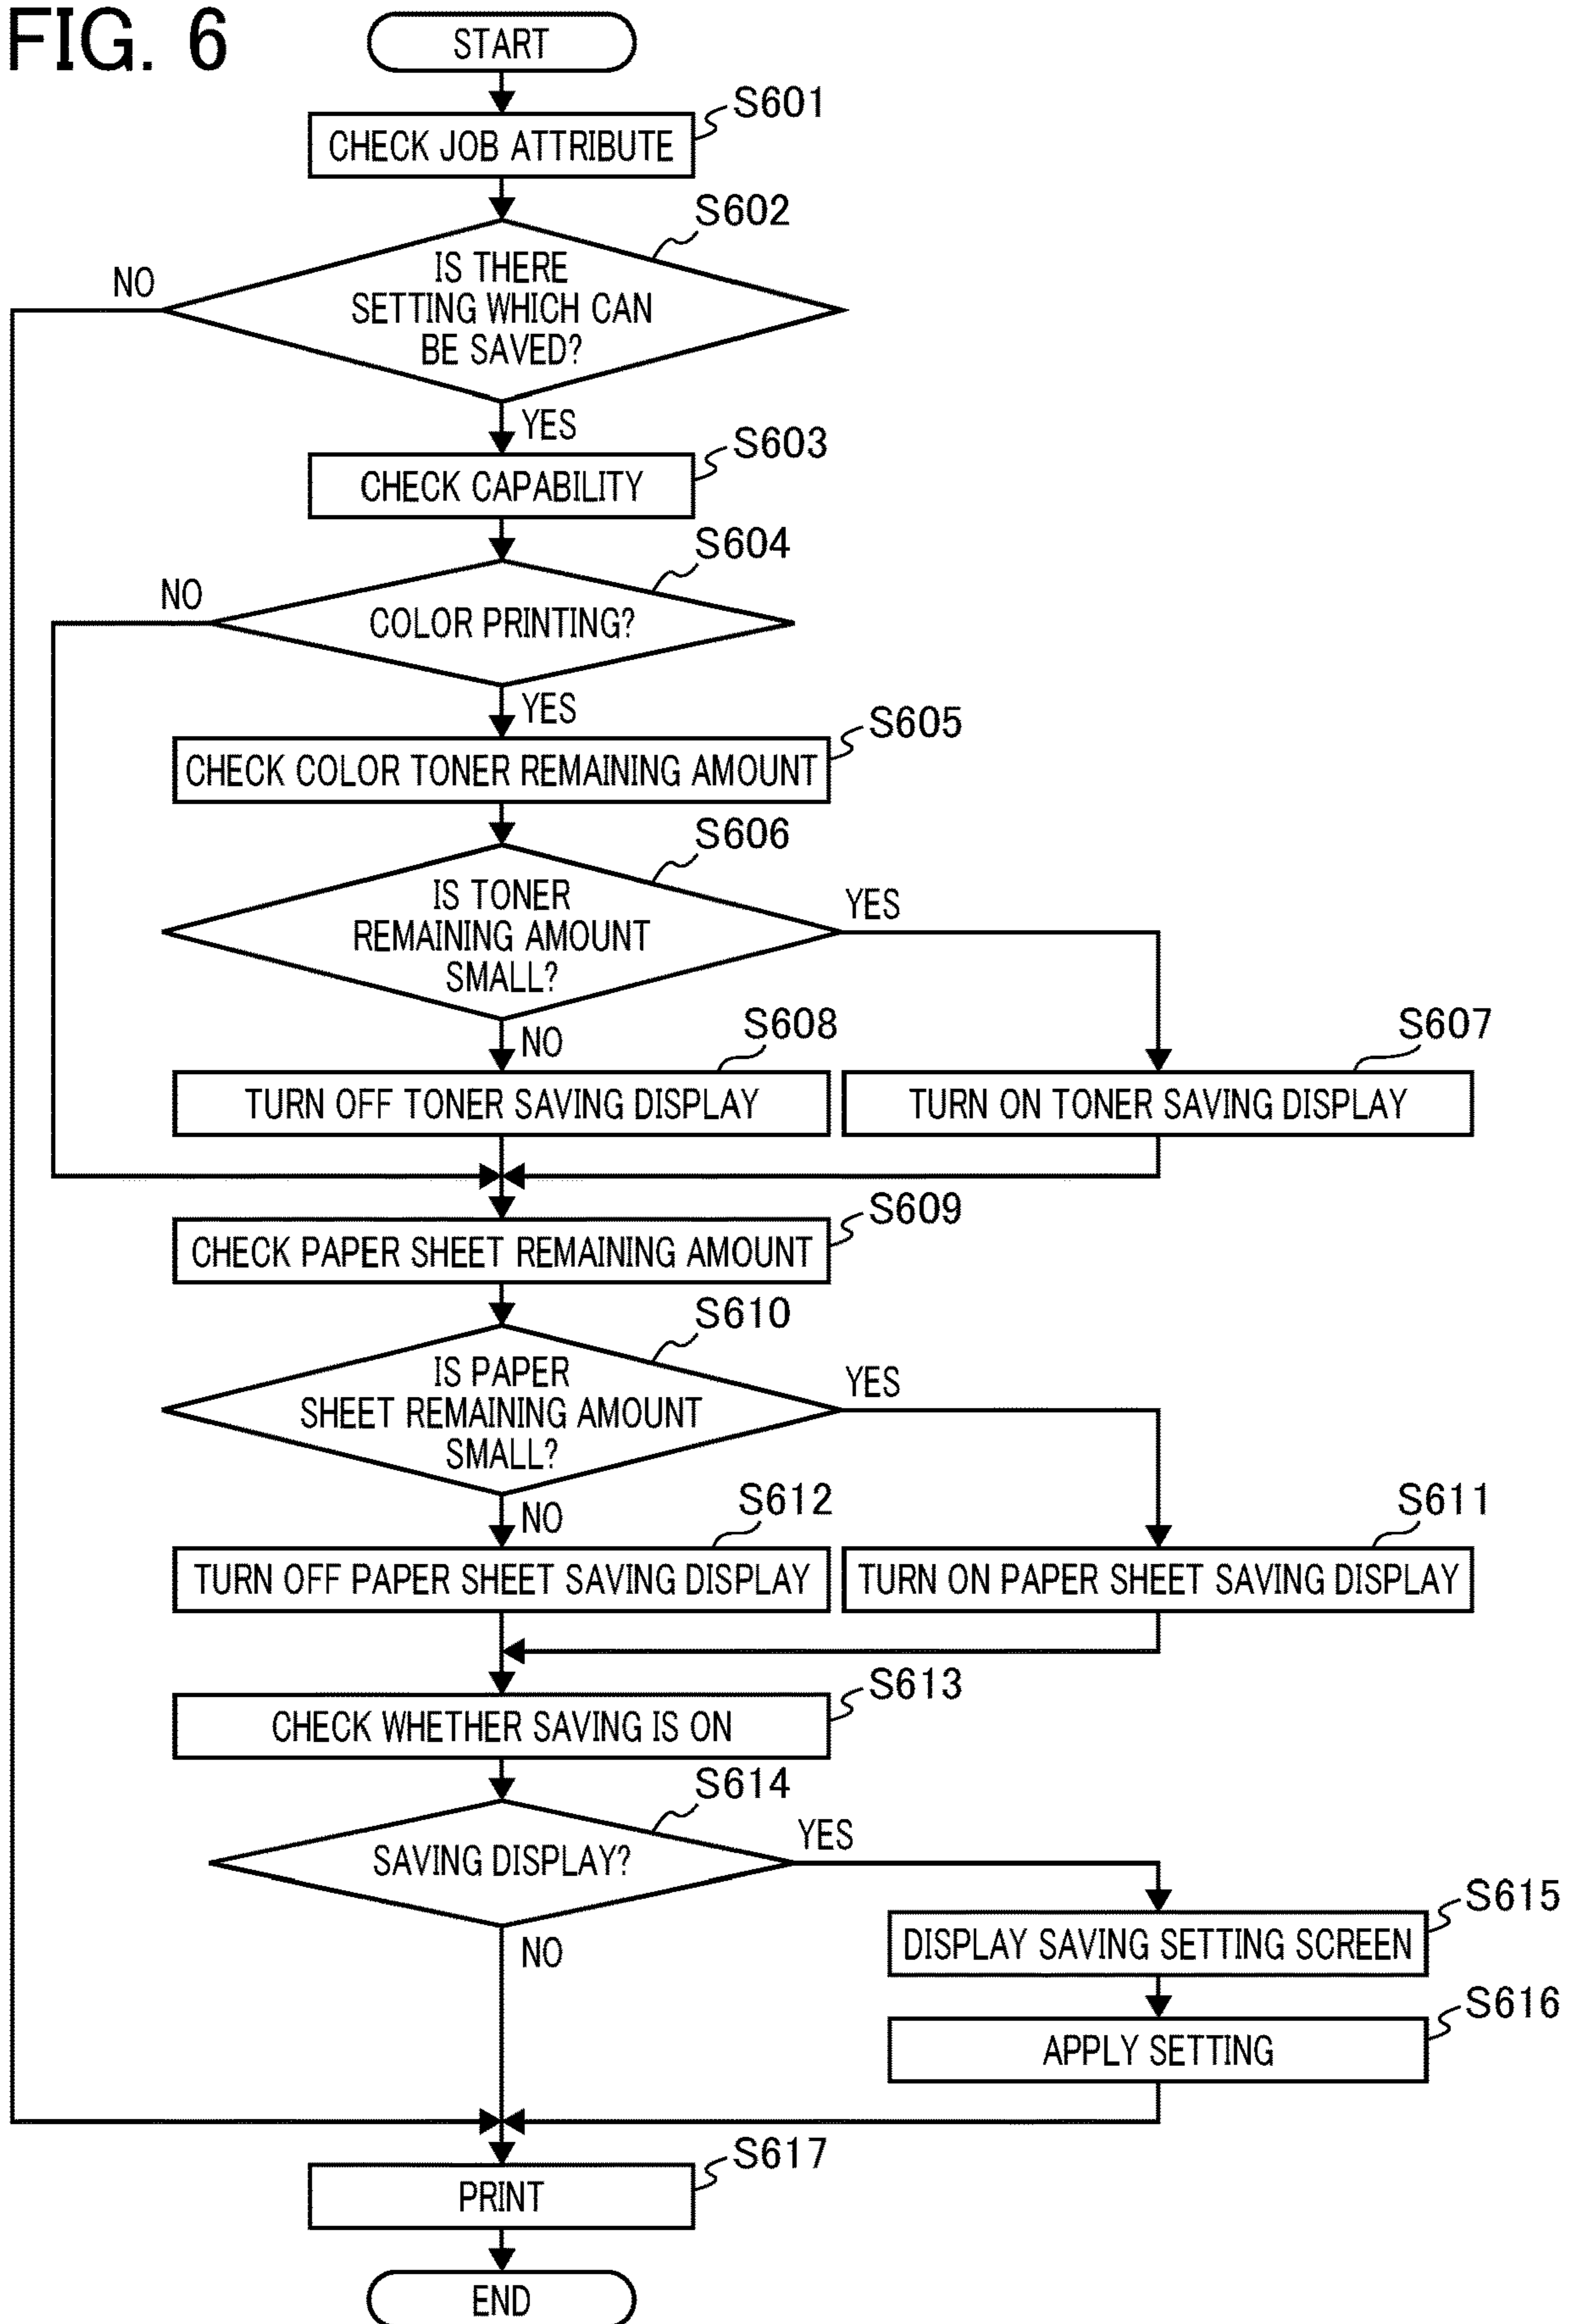 FIG. 6
START
S601
CHECK JOB ATTRIBUTE
S602
IS THERE
SETTING WHICH CAN
BE SAVED?
NO
YES
S603
CHECK CAPABILITY
S604
COLOR PRINTING?
NO
YES
S605
CHECK COLOR TONER REMAINING AMOUNT
S606
IS TONER
REMAINING AMOUNT
SMALL?
YES
NO
S608
TURN OFF TONER SAVING DISPLAY
S607
TURN ON TONER SAVING DISPLAY
S609
CHECK PAPER SHEET REMAINING AMOUNT
S610
IS PAPER
SHEET REMAINING AMOUNT
SMALL?
YES
NO
S612
TURN OFF PAPER SHEET SAVING DISPLAY
S611
TURN ON PAPER SHEET SAVING DISPLAY
S613
CHECK WHETHER SAVING IS ON
S614
SAVING DISPLAY?
YES
NO
S615
DISPLAY SAVING SETTING SCREEN
S616
APPLY SETTING
S617
PRINT
END